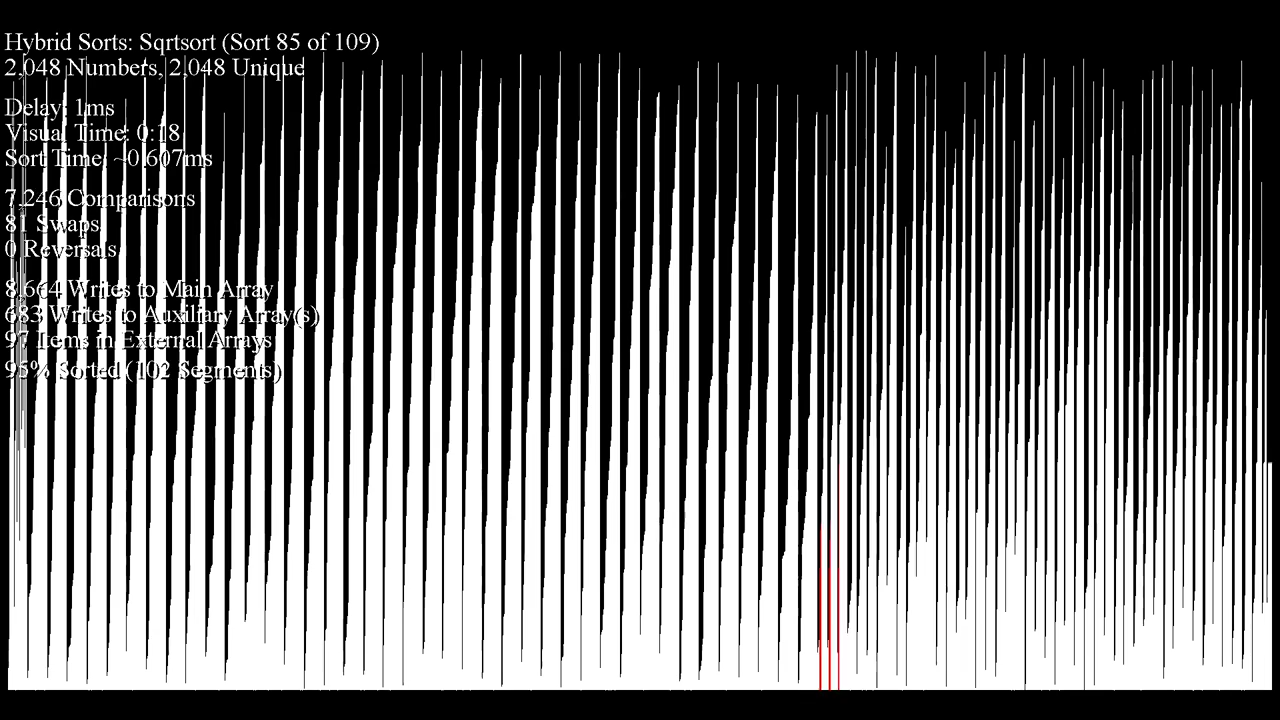 Hybrid Sorts: Sqrtsort (Sort 85 of 109)
2,048 Numbers, 2,048 Unique
Delay: 1ms
Visual Time: 0:18
Sort Time: ~0.607ms
7,246 Comparisons
81 Swaps
0 Reversals
8,664 Writes to Main Array
683 Writes to Auxiliary Array(s)
97 Items in External Arrays
95% Sorted (102 Segments)